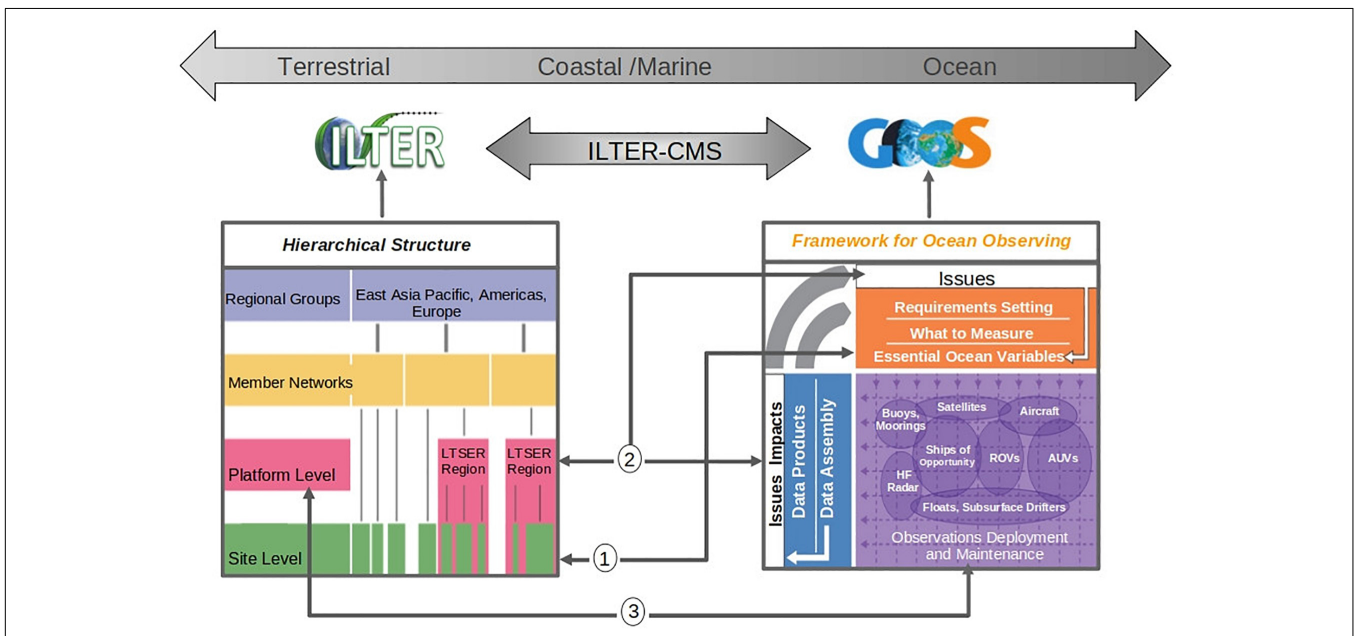 Terrestrial
Coastal /Marine
Ocean
ILTER
ILTER-CMS
GOOS
Hierarchical Structure
Regional Groups
East Asia Pacific, Americas,
Europe
Member Networks
Platform Level
LTSER
Region
LTSER
Region
Site Level
2
1
3
Framework for Ocean Observing
Issues
Requirements Setting
What to Measure
Essential Ocean Variables
Issues Impacts
Data Products
Data Assembly
Buoys,
Moorings
Satellites
Aircraft
Ships of
Opportunity
ROVs
AUVs
HF
Radar
Floats, Subsurface Drifters
Observations Deployment
and Maintenance